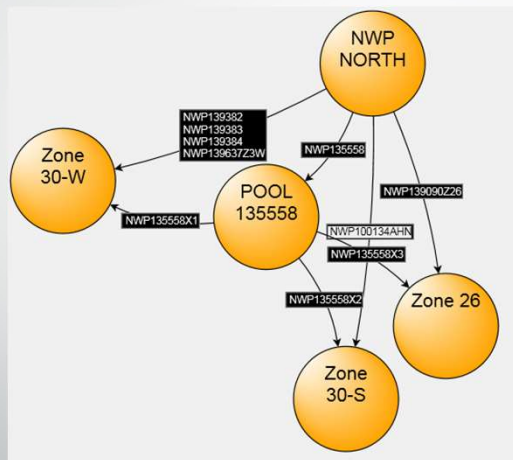 NWP
NORTH
NWP139382
NWP139383
NWP139384
NWP139637Z3W
Zone
30-W
NWP135558
POOL
135558
NWP139090Z26
NWP135558X1
NWP100134AHN
NWP135558X3
NWP135558X2
Zone 26
Zone
30-S